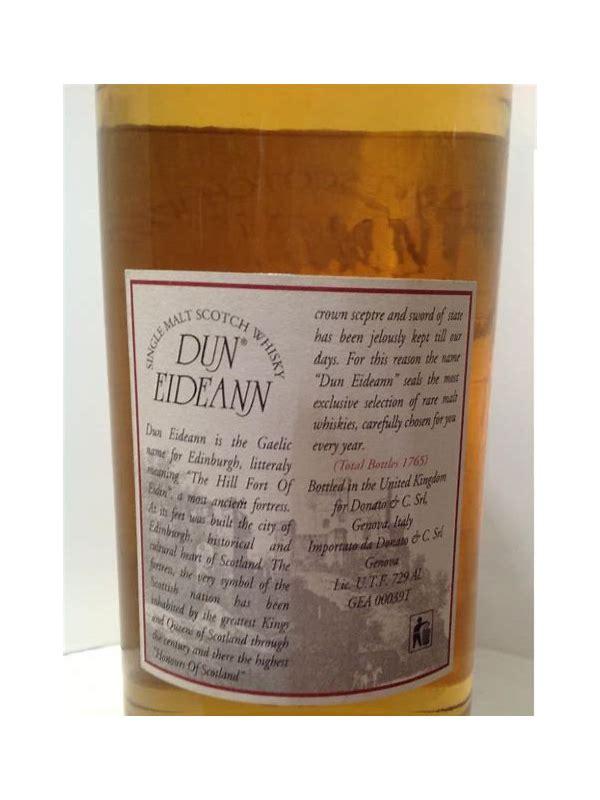 SINGLE MALT SCOTCH WHISKY
DUN®
EIDEANN
Dun Eideann is the Gaelic
name for Edinburgh, litteraly
meaning "The Hill Fort Of
Eidin" a most ancient fortress.
At its feet was built the city of
Edinburgh, historical and
cultural heart of Scotland. The
fortress, the very symbol of the
Scottish nation has been
inhabited by the greatest Kings
and Queens of Scotland through
the century and there the highest
"Honours Of Scotland"
crown sceptre and sword of state
has been jelously kept till our
days. For this reason the name
"Dun Eideann" seals the most
exclusive selection of rare malt
whiskies, carefully chosen for you
every year.
(Total Bottles 1765)
Bottled in the United Kingdom
for Donato & C. Srl,
Genova, Italy
Importato da Donato & C. Srl
Genova
Lic. U.T.F. 729 AL
GEA 00039T